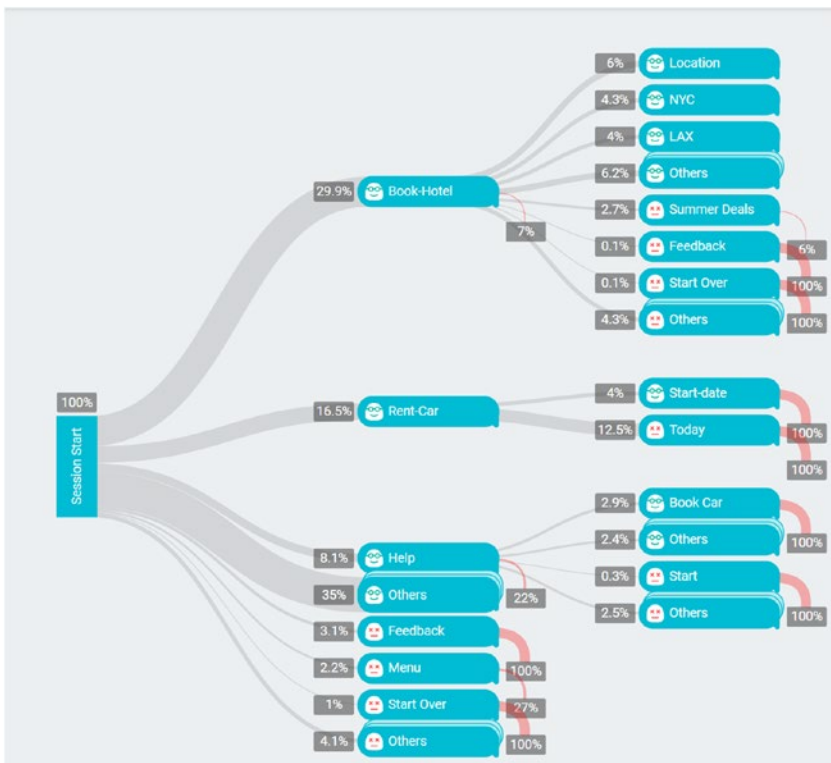 6% Location
4.3% NYC
4% LAX
6.2% Others
29.9% Book-Hotel
2.7% Summer Deals
7%
0.1% Feedback
6%
0.1% Start Over
100%
4.3% Others
100%
100%
Session Start
16.5% Rent-Car
4% Start-date
12.5% Today
100%
100%
2.9% Book Car
2.4% Others
100%
8.1% Help
0.3% Start
35% Others
22%
2.5% Others
100%
3.1% Feedback
2.2% Menu
100%
1% Start Over
27%
4.1% Others
100%